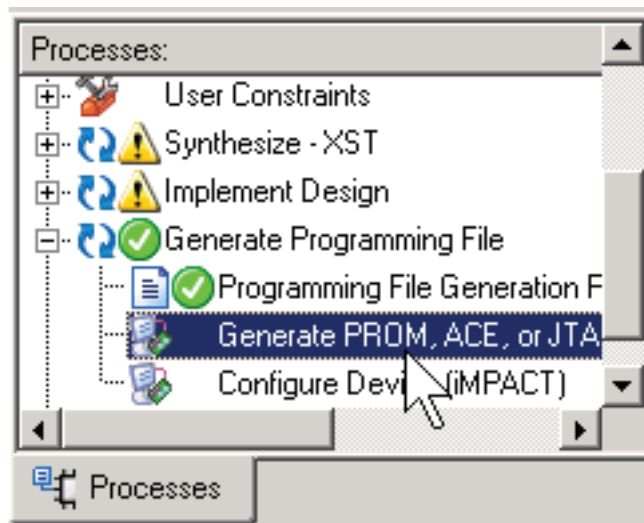 Processes:
User Constraints
Synthesize - XST
Implement Design
Generate Programming File
Programming File Generation F
Generate PROM, ACE, or JTA
Configure Devi (iMPACT)
Processes